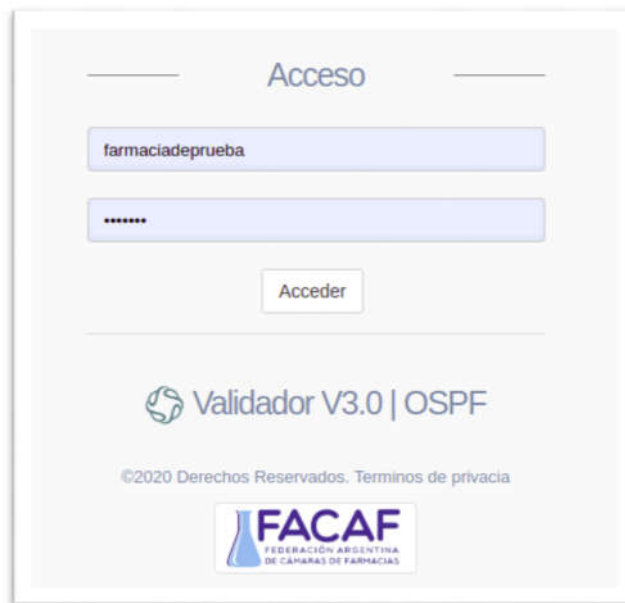 Acceso
farmaciadeprueba
•••••••
Acceder
Validador V3.0 | OSPF
©2020 Derechos Reservados. Terminos de privacia
FACAF
FEDERACIÓN ARGENTINA
DE CÁMARAS DE FARMACIAS